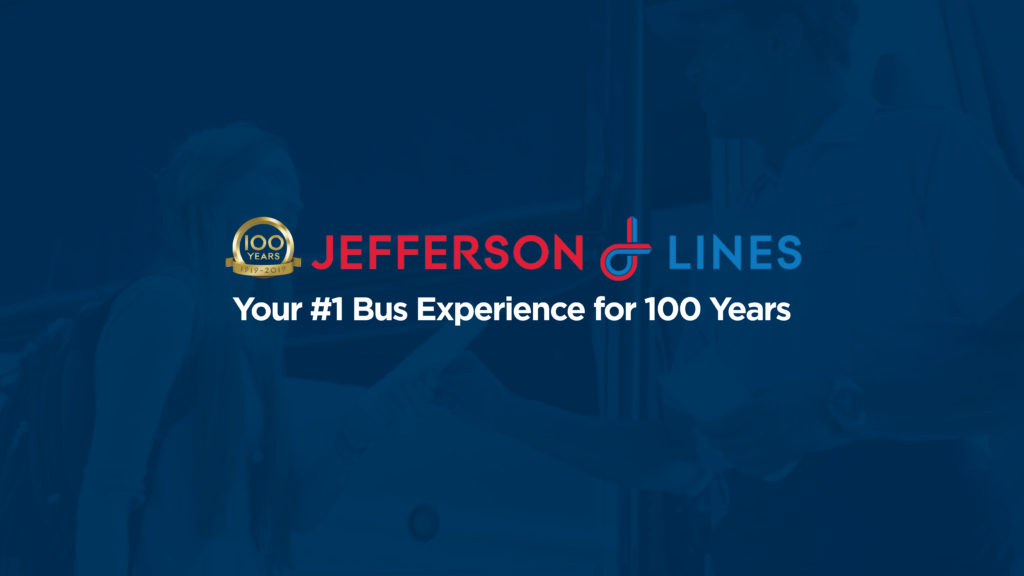 100
YEARS
1919-2019
JEFFERSON LINES
Your #1 Bus Experience for 100 Years